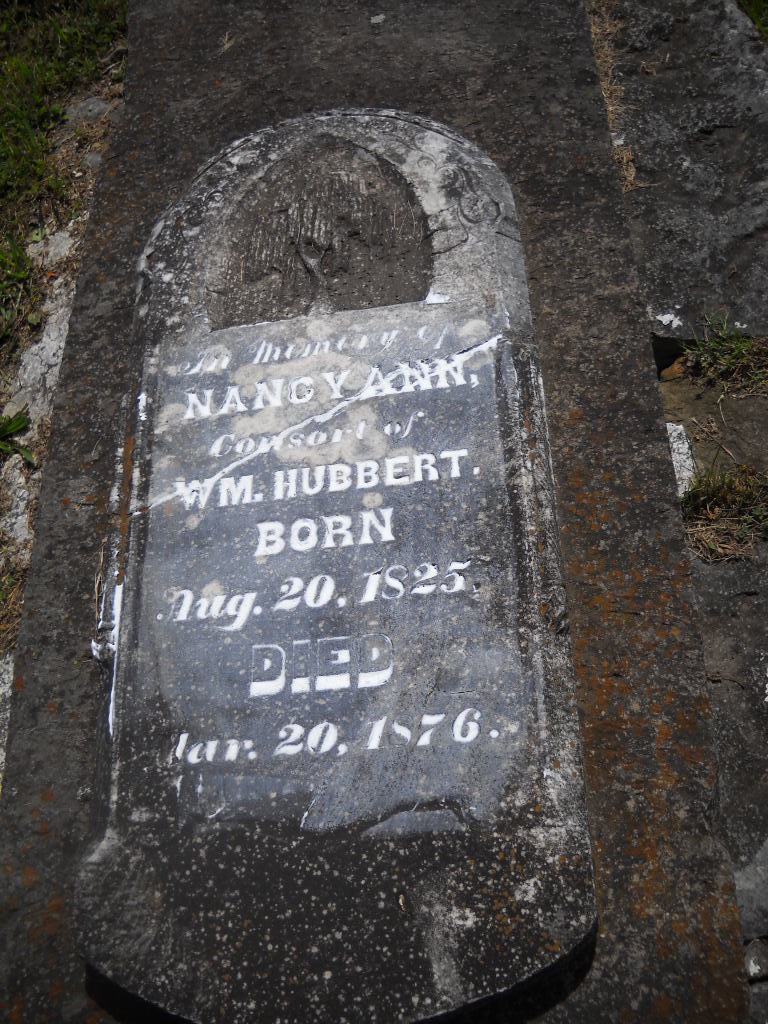 In Memory of
NANCY ANN,
Consort of
WM. HUBBERT.
BORN
Aug. 20, 1825,
DIED
Mar. 20, 1876.